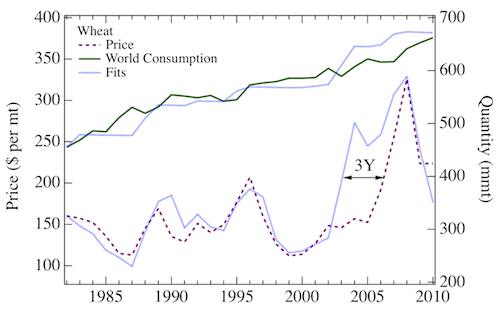 400
350
300
250
200
150
100
Price ($ per mt)
Wheat
Price
World Consumption
Fits
3Y
700
600
500
400
300
200
Quantity (mmt)
1985 1990 1995 2000 2005 2010